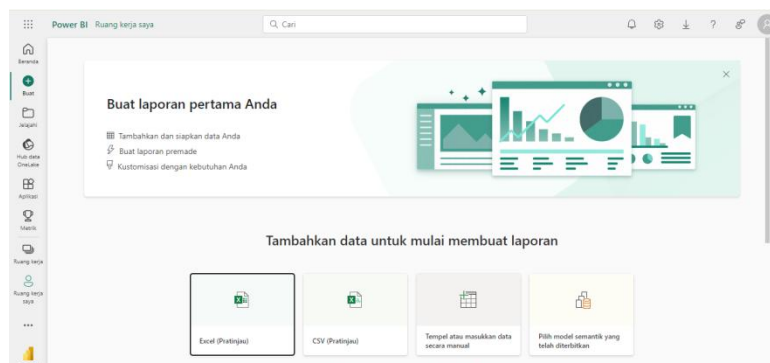 Power BI Ruang kerja saya
Cari
Beranda
Buat
Jelajahi
Hub data
OneLake
Aplikasi
Metrik
Ruang kerja
Ruang kerja
saya
Buat laporan pertama Anda
Tambahkan dan siapkan data Anda
Buat laporan premade
Kustomisasi dengan kebutuhan Anda
Tambahkan data untuk mulai membuat laporan
Excel (Pratinjau)
CSV (Pratinjau)
Tempel atau masukkan data
secara manual
Pilih model semantik yang
telah diterbitkan